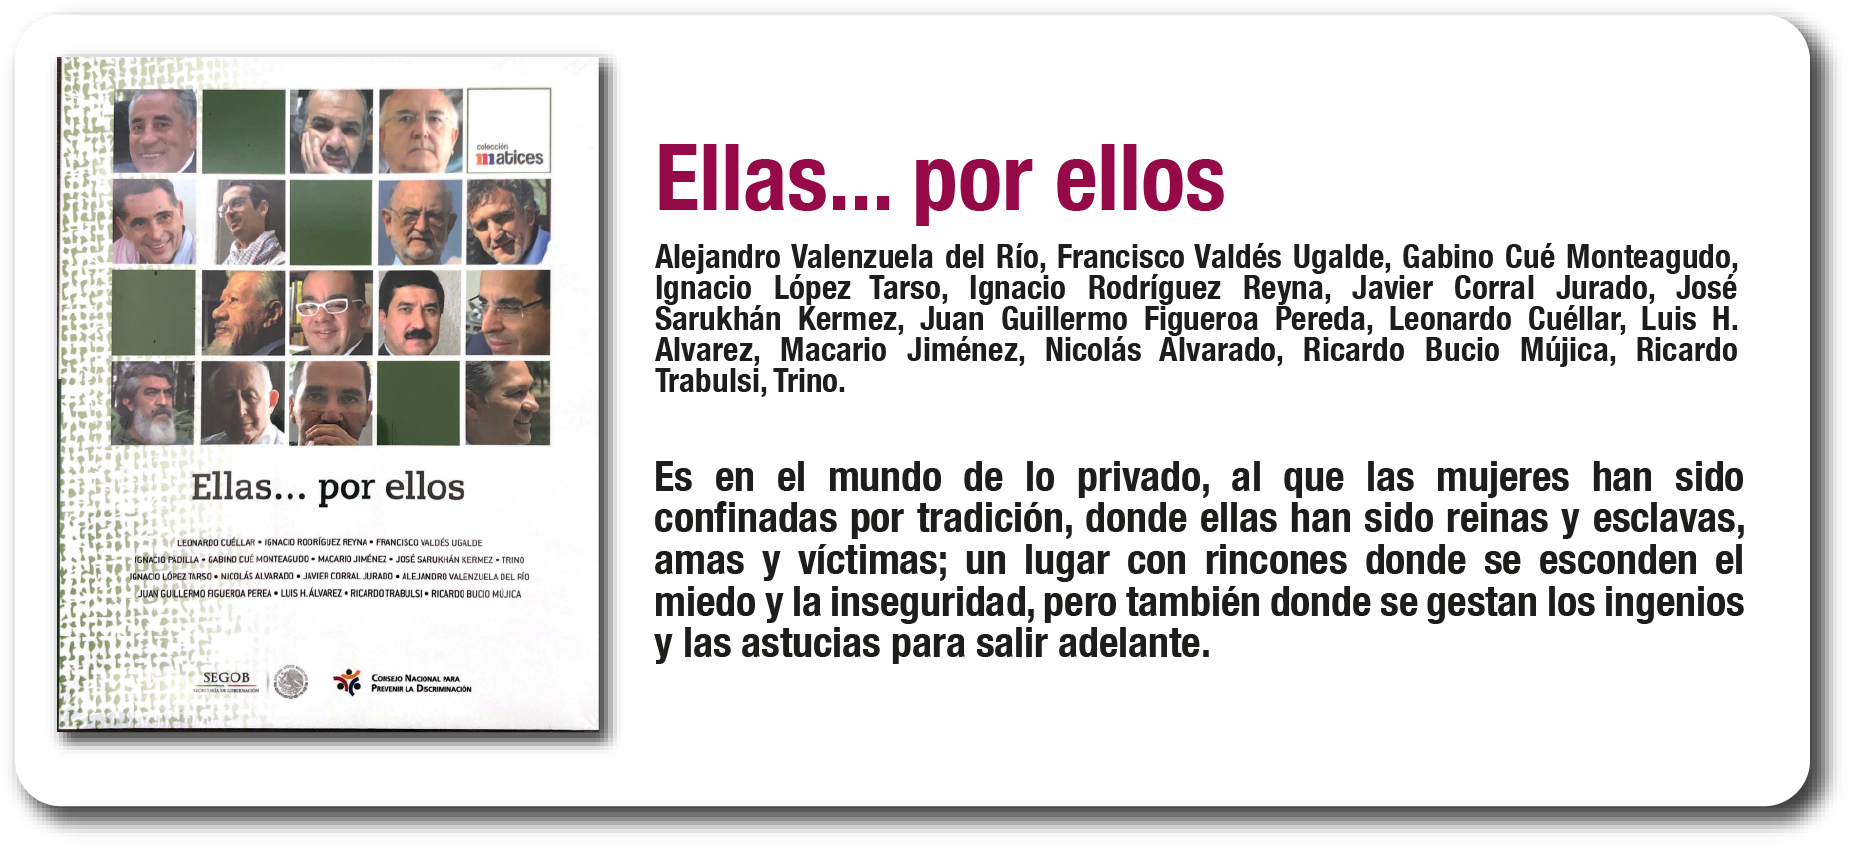 colección
matices
Ellas... por ellos
LEONARDO CUÉLLAR • IGNACIO RODRÍGUEZ REYNA • FRANCISCO VALDÉS UGALDE
IGNACIO PADILLA • GABINO CUÉ MONTEAGUDO • MACARIO JIMÉNEZ • JOSÉ SARUKHÁN KERMEZ • TRINO
IGNACIO LÓPEZ TARSO • NICOLÁS ALVARADO • JAVIER CORRAL JURADO • ALEJANDRO VALENZUELA DEL RÍO
JUAN GUILLERMO FIGUEROA PEREA • LUIS H. ÁLVAREZ • RICARDO TRABULSI • RICARDO BUCIO MÚJICA
SEGOB
SECRETARÍA DE GOBERNACIÓN
CONSEJO NACIONAL PARA
PREVENIR LA DISCRIMINACIÓN
Ellas... por ellos
Alejandro Valenzuela del Río, Francisco Valdés Ugalde, Gabino Cué Monteagudo,
Ignacio López Tarso, Ignacio Rodríguez Reyna, Javier Corral Jurado, José
Sarukhán Kermez, Juan Guillermo Figueroa Pereda, Leonardo Cuéllar, Luis H.
Alvarez, Macario Jiménez, Nicolás Alvarado, Ricardo Bucio Mújica, Ricardo
Trabulsi, Trino.
Es en el mundo de lo privado, al que las mujeres han sido
confinadas por tradición, donde ellas han sido reinas y esclavas,
amas y víctimas; un lugar con rincones donde se esconden el
miedo y la inseguridad, pero también donde se gestan los ingenios
y las astucias para salir adelante.